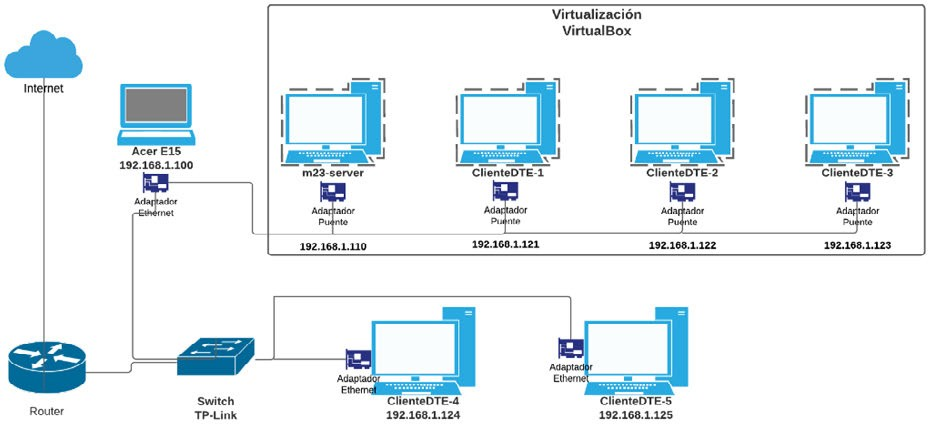 Virtualización
VirtualBox
Internet
Acer E15
192.168.1.100
Adaptador
Ethernet
m23-server
Adaptador
Puente
192.168.1.110
ClienteDTE-1
Adaptador
Puente
192.168.1.121
ClienteDTE-2
Adaptador
Puente
192.168.1.122
ClienteDTE-3
Adaptador
Puente
192.168.1.123
Router
Switch
TP-Link
Adaptador
Ethernet
ClienteDTE-4
192.168.1.124
Adaptador
Ethernet
ClienteDTE-5
192.168.1.125